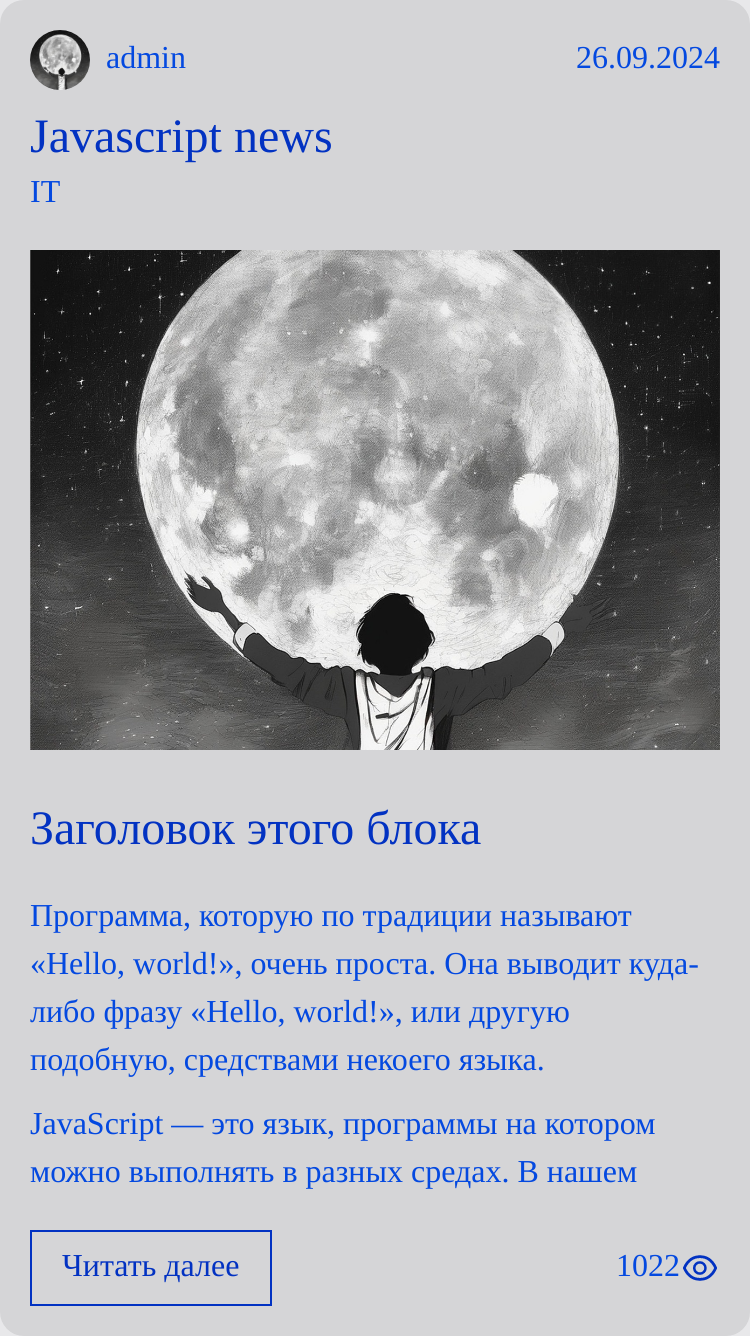 admin
26.09.2024
Javascript news
IT
Заголовок этого блока
Программа, которую по традиции называют
«Hello, world!», очень проста. Она выводит куда-
либо фразу «Hello, world!», или другую
подобную, средствами некоего языка.
JavaScript — это язык, программы на котором
можно выполнять в разных средах. В нашем
Читать далее
1022